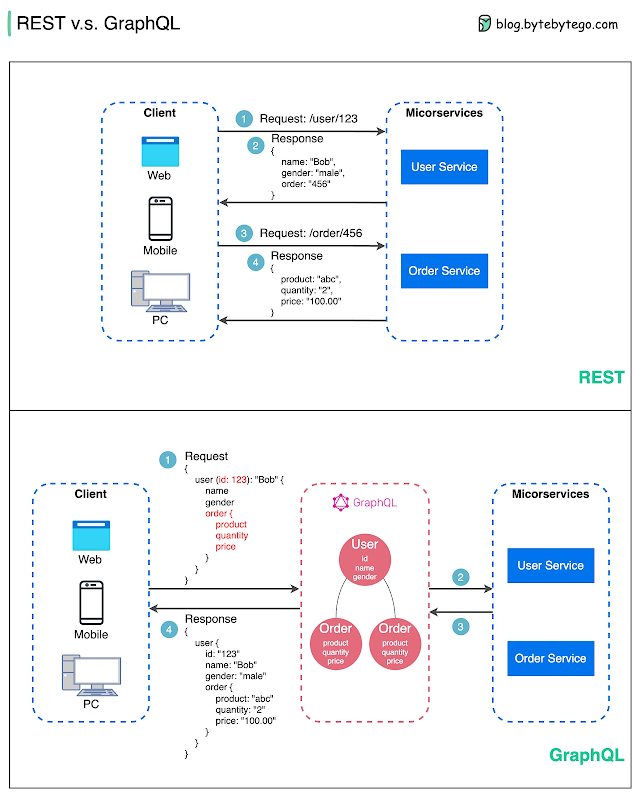 REST v.s. GraphQL
blog.bytebytego.com
Client
Web
Mobile
PC
1 Request: /user/123
2 Response
{
name: "Bob",
gender: "male",
order: "456"
}
3 Request: /order/456
4 Response
{
product: "abc",
quantity: "2",
price: "100.00"
}
Micorservices
User Service
Order Service
REST
Client
Web
Mobile
PC
1 Request
{
user (id: 123): "Bob" {
name
gender
order {
product
quantity
price
}
}
}
4 Response
{
user {
id: "123"
name: "Bob"
gender: "male"
order {
product: "abc"
quantity: "2"
price: "100.00"
}
}
}
GraphQL
User
id
name
gender
Order
product
quantity
price
Order
product
quantity
price
2
3
Micorservices
User Service
Order Service
GraphQL